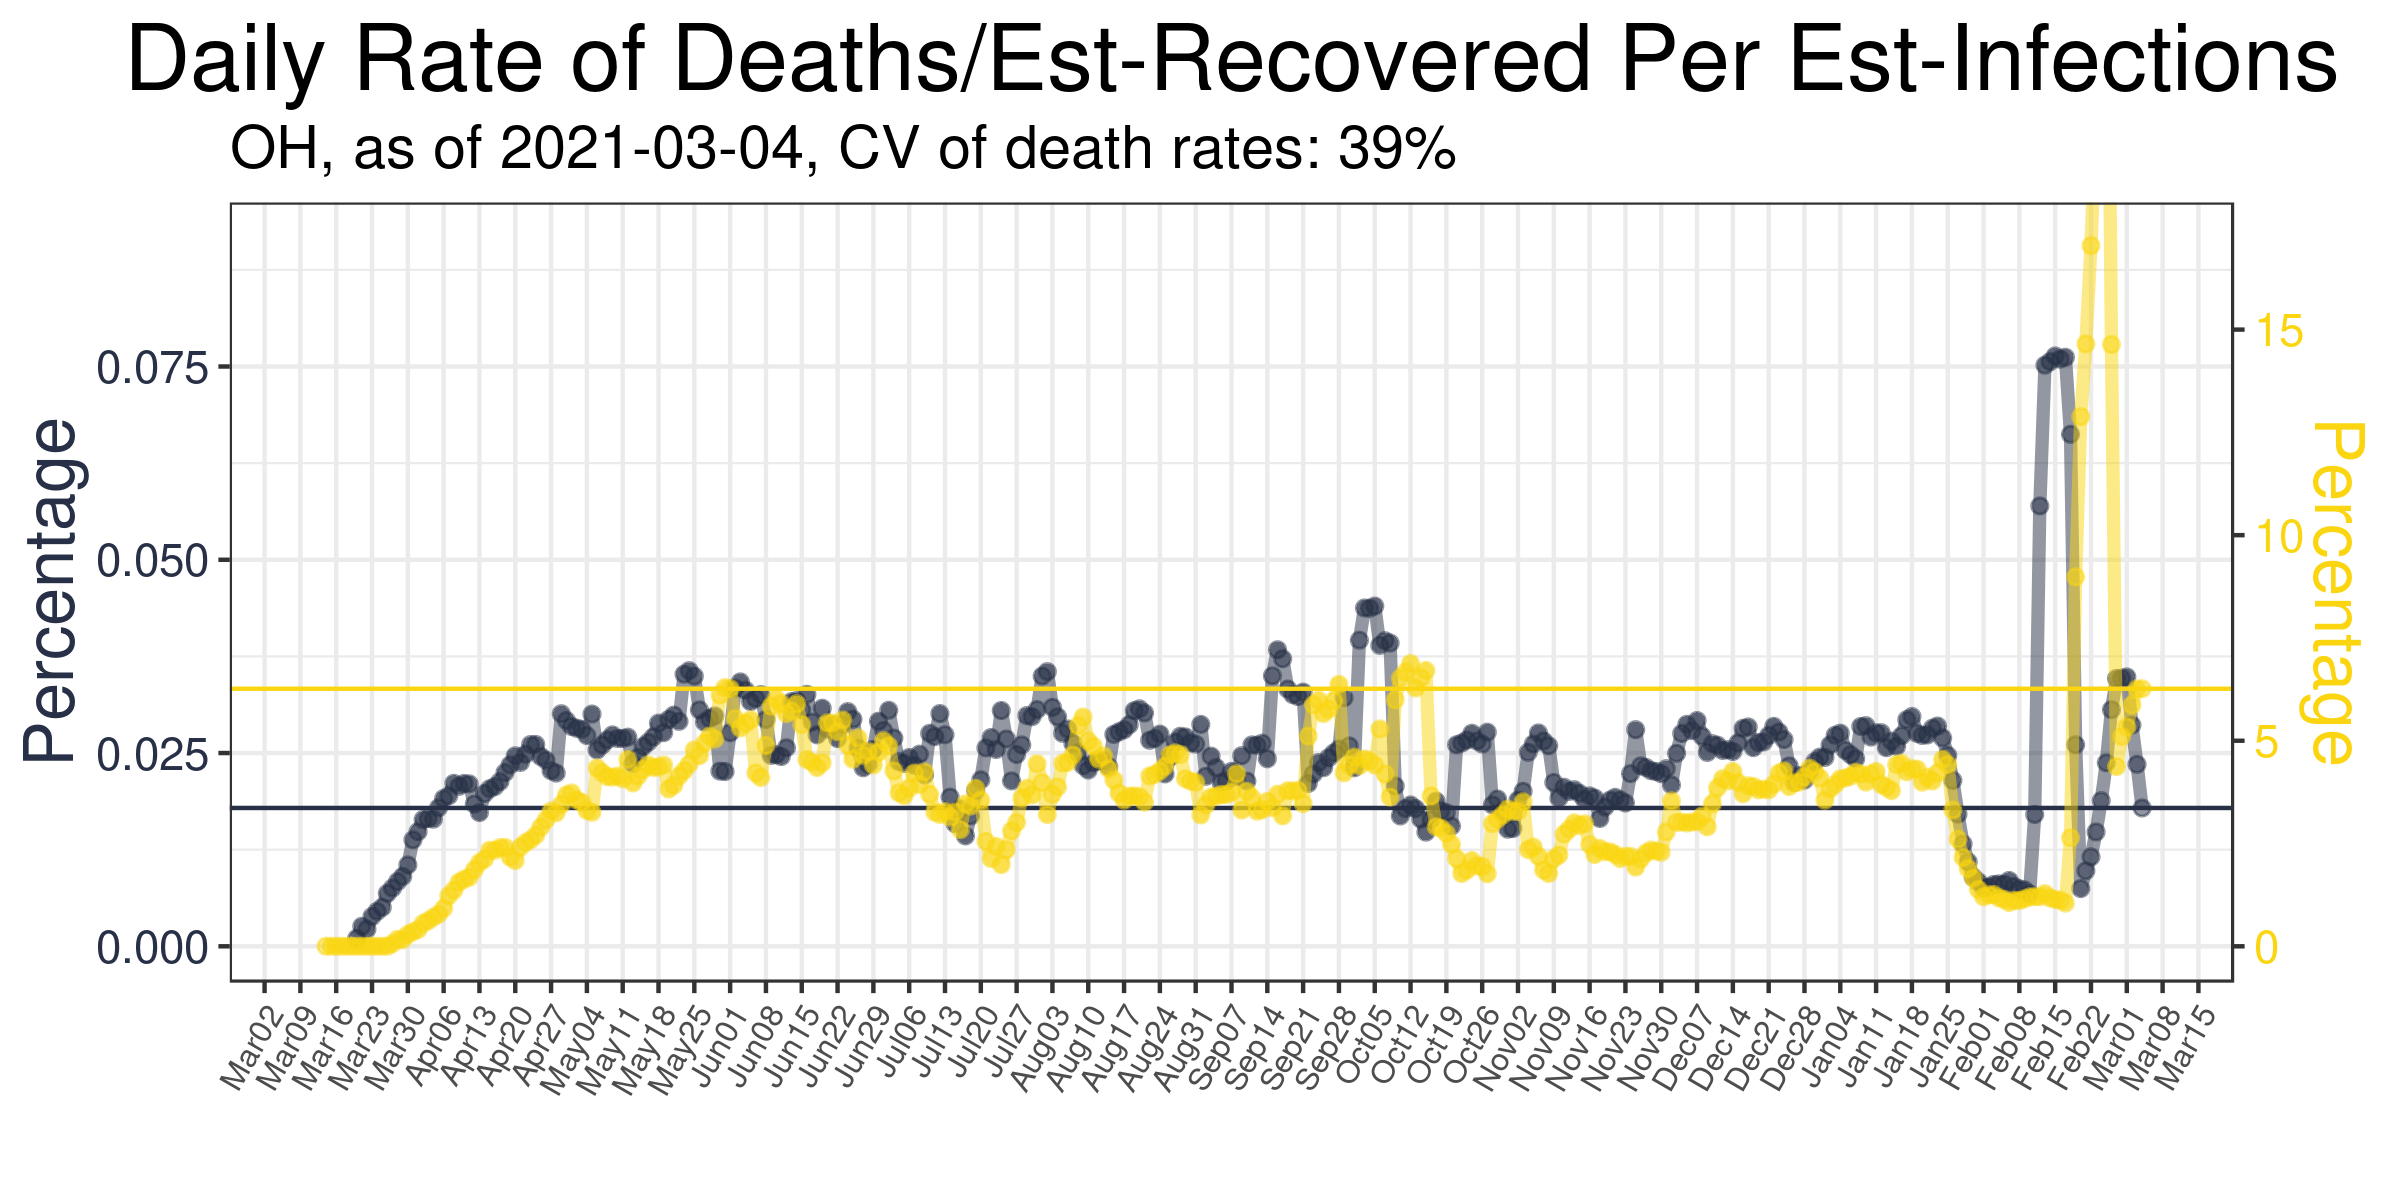 Daily Rate of Deaths/Est-Recovered Per Est-Infections
OH, as of 2021-03-04, CV of death rates: 39%
Percentage
0.075
0.050
0.025
0.000
15
10
5
0
Percentage
Mar02
Mar09
Mar16
Mar23
Mar30
Apr06
Apr13
Apr20
Apr27
May04
May11
May18
May25
Jun01
Jun08
Jun15
Jun22
Jun29
Jul06
Jul13
Jul20
Jul27
Aug03
Aug10
Aug17
Aug24
Aug31
Sep07
Sep14
Sep21
Sep28
Oct05
Oct12
Oct19
Oct26
Nov02
Nov09
Nov16
Nov23
Nov30
Dec07
Dec14
Dec21
Dec28
Jan04
Jan11
Jan18
Jan25
Feb01
Feb08
Feb15
Feb22
Mar01
Mar08
Mar15